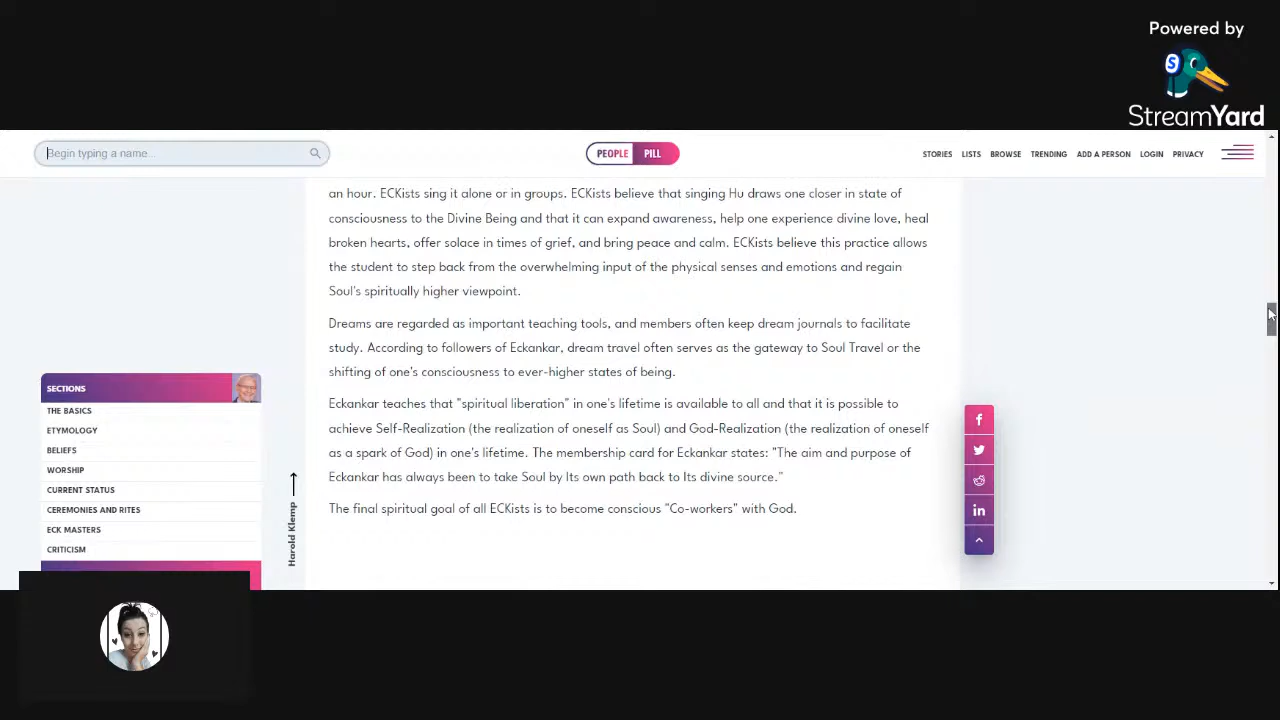 Powered by
StreamYard
Begin typing a name...
PEOPLE PILL
STORIES LISTS BROWSE TRENDING ADD A PERSON LOGIN PRIVACY
an hour. ECKists sing it alone or in groups. ECKists believe that singing Hu draws one closer in state of
consciousness to the Divine Being and that it can expand awareness, help one experience divine love, heal
broken hearts, offer solace in times of grief, and bring peace and calm. ECKists believe this practice allows
the student to step back from the overwhelming input of the physical senses and emotions and regain
Soul's spiritually higher viewpoint.
Dreams are regarded as important teaching tools, and members often keep dream journals to facilitate
study. According to followers of Eckankar, dream travel often serves as the gateway to Soul Travel or the
shifting of one's consciousness to ever-higher states of being.
Eckankar teaches that "spiritual liberation" in one's lifetime is available to all and that it is possible to
achieve Self-Realization (the realization of oneself as Soul) and God-Realization (the realization of oneself
as a spark of God) in one's lifetime. The membership card for Eckankar states: "The aim and purpose of
Eckankar has always been to take Soul by Its own path back to Its divine source."
The final spiritual goal of all ECKists is to become conscious "Co-workers" with God.
SECTIONS
THE BASICS
ETYMOLOGY
BELIEFS
WORSHIP
CURRENT STATUS
CEREMONIES AND RITES
ECK MASTERS
CRITICISM
Harold Klemp